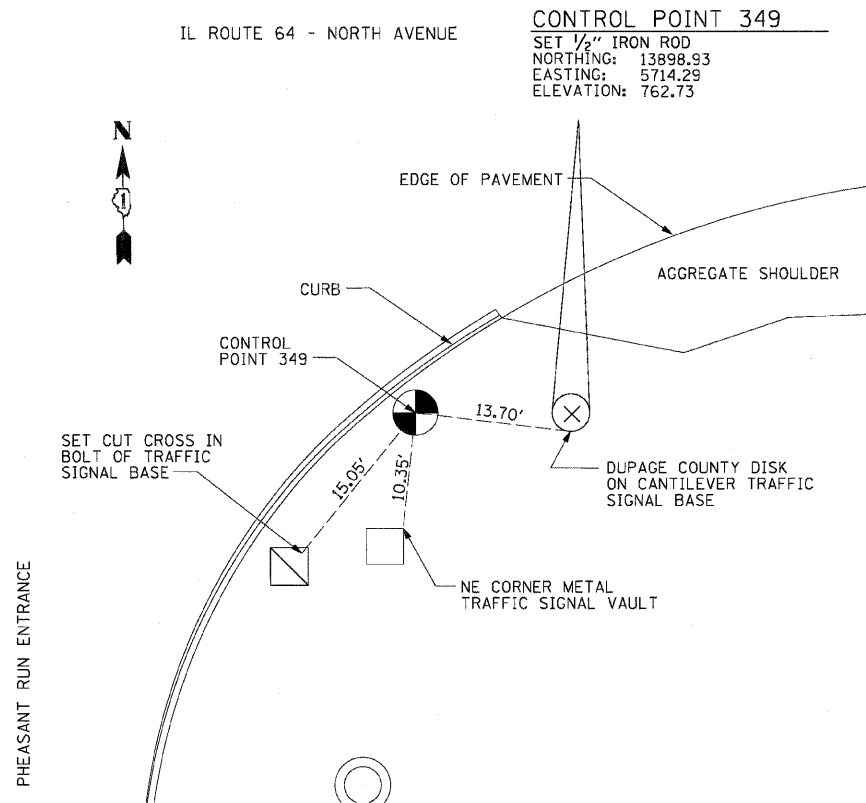 IL ROUTE 64 - NORTH AVENUE
CONTROL POINT 349
SET 1/2" IRON ROD
NORTHING: 13898.93
EASTING: 5714.29
ELEVATION: 762.73
N
1
EDGE OF PAVEMENT
AGGREGATE SHOULDER
CURB
CONTROL
POINT 349
13.70'
SET CUT CROSS IN
BOLT OF TRAFFIC
SIGNAL BASE
15.05'
10.35'
DUPAGE COUNTY DISK
ON CANTILEVER TRAFFIC
SIGNAL BASE
NE CORNER METAL
TRAFFIC SIGNAL VAULT
PHEASANT RUN ENTRANCE